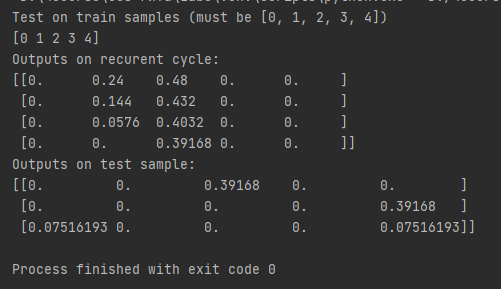 Test on train samples (must be [0, 1, 2, 3, 4])
[0 1 2 3 4]
Outputs on recurent cycle:
[[0.      0.24    0.48    0.      0.     ]
 [0.      0.144   0.432   0.      0.     ]
 [0.      0.0576  0.4032  0.      0.     ]
 [0.      0.      0.39168 0.      0.     ]]
Outputs on test sample:
[[0.         0.         0.39168    0.         0.        ]
 [0.         0.         0.         0.         0.39168   ]
 [0.07516193 0.         0.         0.         0.07516193]]
Process finished with exit code 0